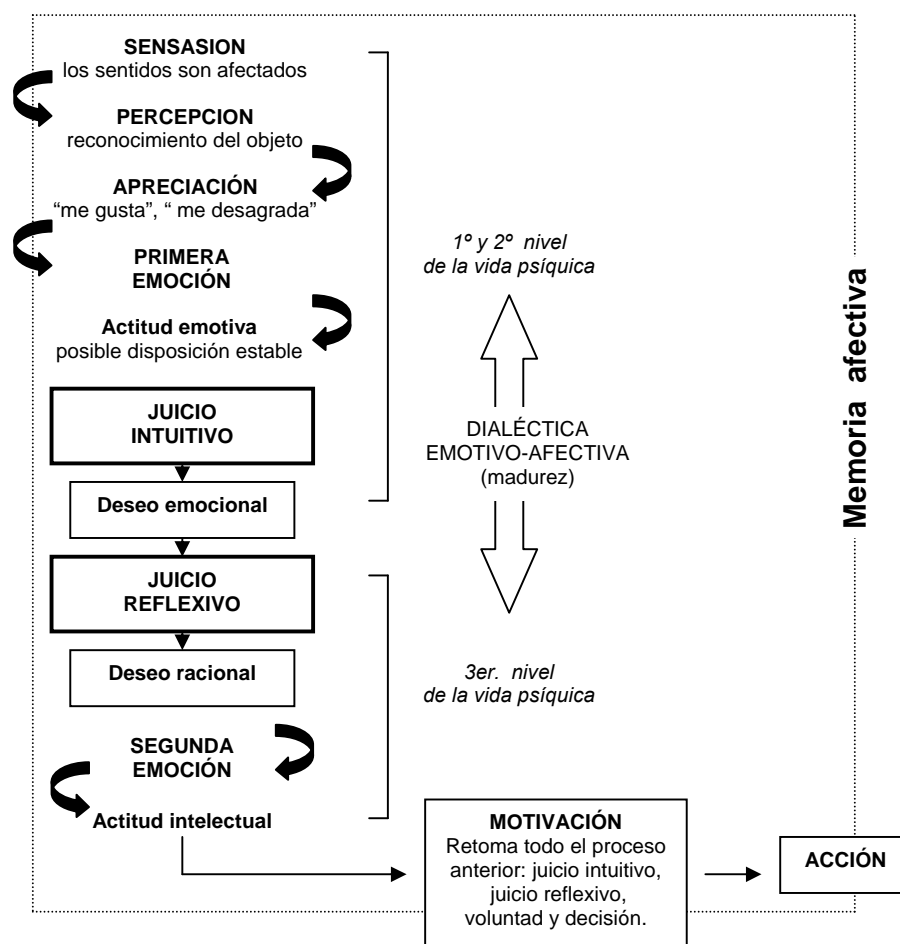 SENSASION
los sentidos son afectados
PERCEPCION
reconocimiento del objeto
APRECIACIÓN
“me gusta”, “ me desagrada”
PRIMERA
EMOCIÓN
Actitud emotiva
posible disposición estable
JUICIO
INTUITIVO
Deseo emocional
JUICIO
REFLEXIVO
Deseo racional
SEGUNDA
EMOCIÓN
Actitud intelectual
1º y 2º nivel
de la vida psíquica
DIALÉCTICA
EMOTIVO-AFECTIVA
(madurez)
3er. nivel
de la vida psíquica
MOTIVACIÓN
Retoma todo el proceso
anterior: juicio intuitivo,
juicio reflexivo,
voluntad y decisión.
ACCIÓN
Memoria afectiva